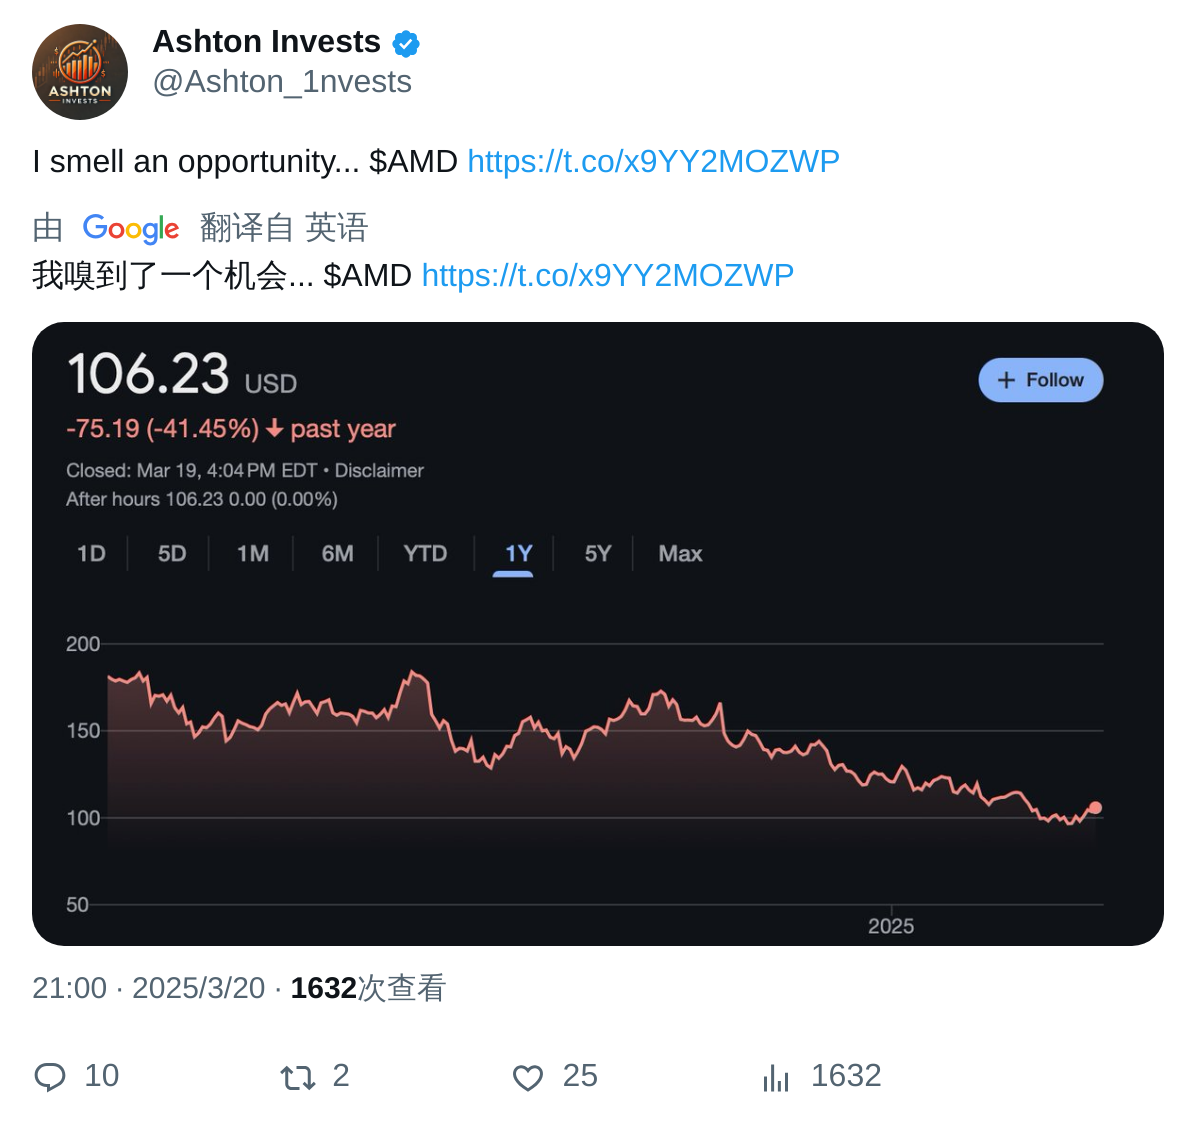 Ashton Invests
@Ashton_1nvests
ASHTON
INVESTS
I smell an opportunity... $AMD https://t.co/x9YY2MOZWP
由 Google 翻译自 英语
我嗅到了一个机会... $AMD https://t.co/x9YY2MOZWP
106.23 USD
+ Follow
-75.19 (-41.45%) ↓ past year
Closed: Mar 19, 4:04 PM EDT • Disclaimer
After hours 106.23 0.00 (0.00%)
1D 5D 1M 6M YTD 1Y 5Y Max
200
150
100
50
2025
21:00 · 2025/3/20 · 1632次查看
10 2 25 1632